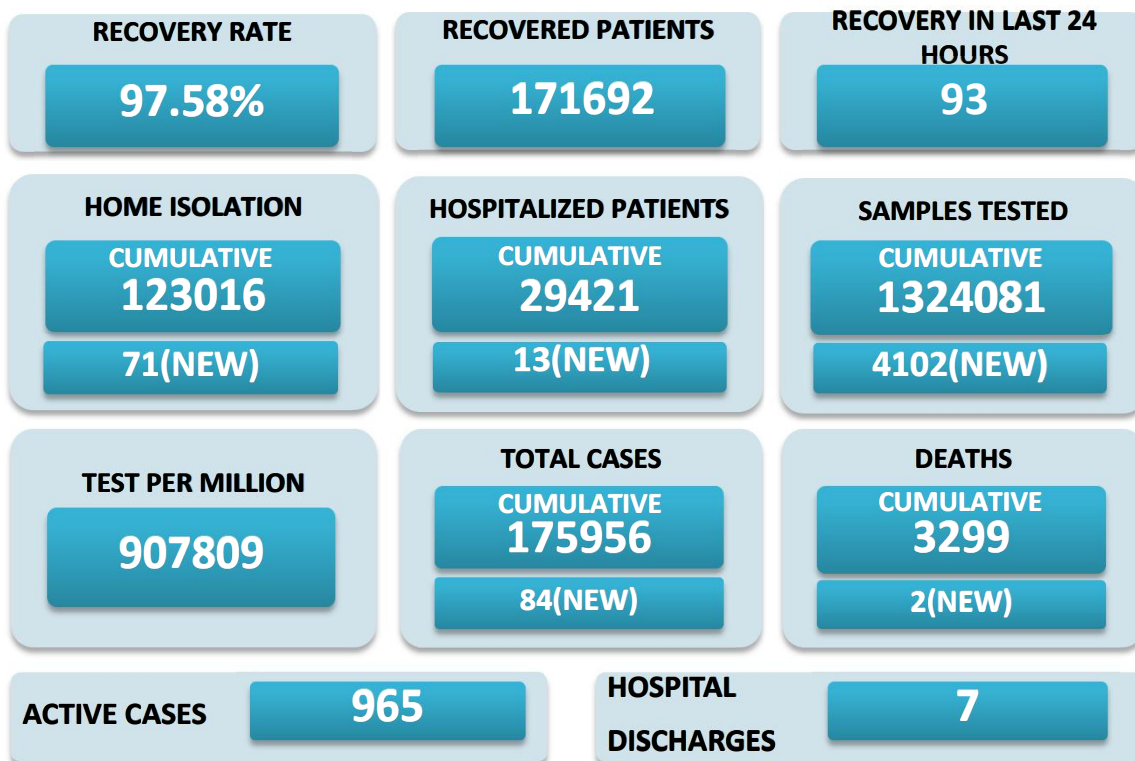 RECOVERY RATE
97.58%
RECOVERED PATIENTS
171692
RECOVERY IN LAST 24
HOURS
93
HOME ISOLATION
CUMULATIVE
123016
71(NEW)
HOSPITALIZED PATIENTS
CUMULATIVE
29421
13(NEW)
SAMPLES TESTED
CUMULATIVE
1324081
4102(NEW)
TEST PER MILLION
907809
TOTAL CASES
CUMULATIVE
175956
84(NEW)
DEATHS
CUMULATIVE
3299
2(NEW)
ACTIVE CASES
965
HOSPITAL
DISCHARGES
7